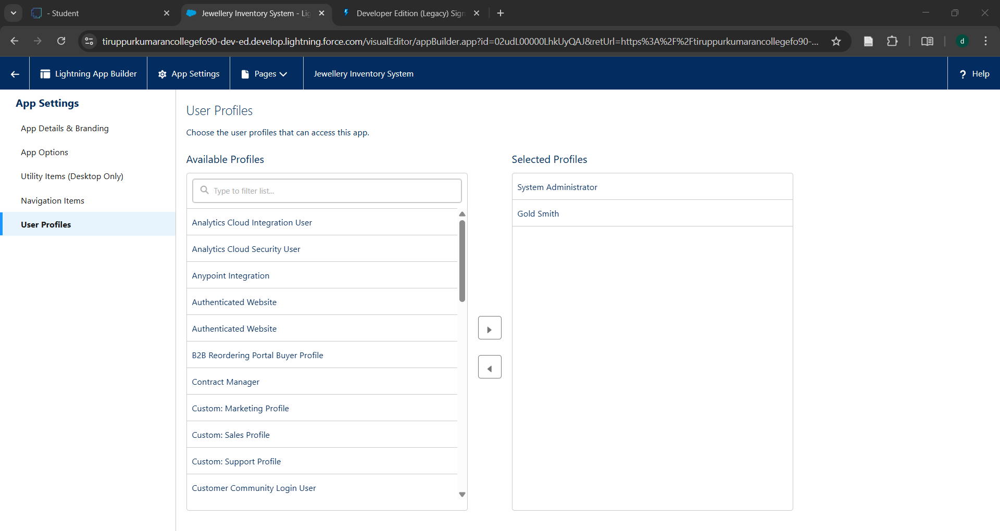 - Student
Jewellery Inventory System - Lig
Developer Edition (Legacy) Sign
tiruppurkumarancollegefo90-dev-ed.develop.lightning.force.com/visualEditor/appBuilder.app?id=02udL00000LhkUyQAJ&retUrl=https%3A%2F%2Ftiruppurkumarancollegefo90-...
d
Lightning App Builder
App Settings
Pages
Jewellery Inventory System
? Help
App Settings
App Details & Branding
App Options
Utility Items (Desktop Only)
Navigation Items
User Profiles
User Profiles
Choose the user profiles that can access this app.
Available Profiles
Type to filter list...
Analytics Cloud Integration User
Analytics Cloud Security User
Anypoint Integration
Authenticated Website
Authenticated Website
B2B Reordering Portal Buyer Profile
Contract Manager
Custom: Marketing Profile
Custom: Sales Profile
Custom: Support Profile
Customer Community Login User
Selected Profiles
System Administrator
Gold Smith